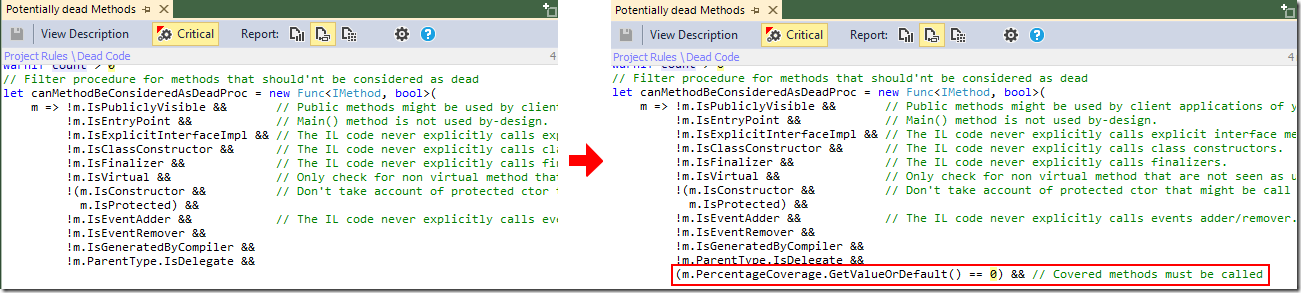 Potentially dead Methods
View Description
Critical
Report:
Project Rules \ Dead Code
4
warnif count > 0
// Filter procedure for methods that should'nt be considered as dead
let canMethodBeConsideredAsDeadProc = new Func<IMethod, bool>(
m => !m.IsPubliclyVisible && // Public methods might be used by client
!m.IsEntryPoint && // Main() method is not used by-design.
!m.IsExplicitInterfaceImpl && // The IL code never explicitly calls exp
!m.IsClassConstructor && // The IL code never explicitly calls cla
!m.IsFinalizer && // The IL code never explicitly calls fin
!m.IsVirtual && // Only check for non virtual method that
!(m.IsConstructor && // Don't take account of protected ctor t
m.IsProtected) &&
!m.IsEventAdder && // The IL code never explicitly calls eve
!m.IsEventRemover &&
!m.IsGeneratedByCompiler &&
!m.ParentType.IsDelegate &&
Potentially dead Methods
View Description
Critical
Report:
Project Rules \ Dead Code
4
warnif count > 0
// Filter procedure for methods that should'nt be considered as dead
let canMethodBeConsideredAsDeadProc = new Func<IMethod, bool>(
m => !m.IsPubliclyVisible && // Public methods might be used by client applications of y
!m.IsEntryPoint && // Main() method is not used by-design.
!m.IsExplicitInterfaceImpl && // The IL code never explicitly calls explicit interface me
!m.IsClassConstructor && // The IL code never explicitly calls class constructors.
!m.IsFinalizer && // The IL code never explicitly calls finalizers.
!m.IsVirtual && // Only check for non virtual method that are not seen as u
!(m.IsConstructor && // Don't take account of protected ctor that might be call
m.IsProtected) &&
!m.IsEventAdder && // The IL code never explicitly calls events adder/remover.
!m.IsEventRemover &&
!m.IsGeneratedByCompiler &&
!m.ParentType.IsDelegate &&
(m.PercentageCoverage.GetValueOrDefault() == 0) && // Covered methods must be called